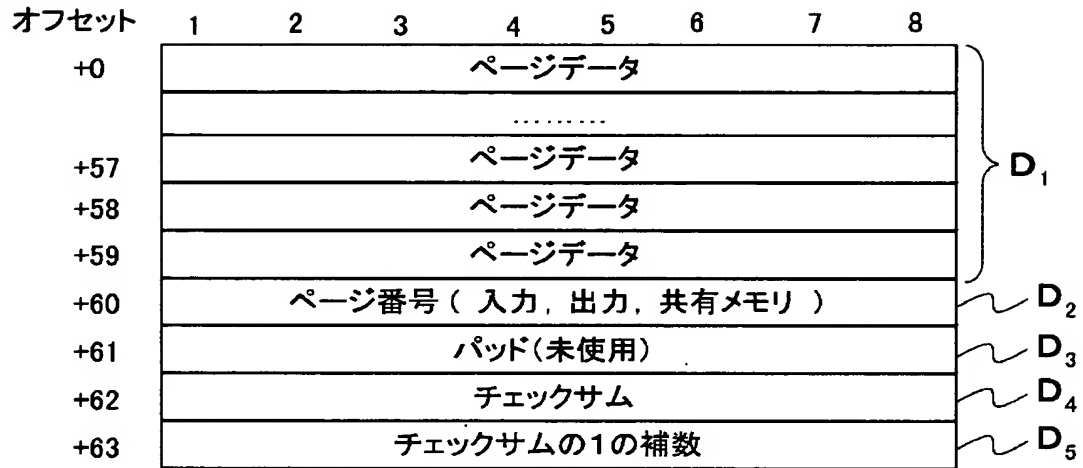 オフセット 1 2 3 4 5 6 7 8
+0 ページデータ
.........
+57 ページデータ D1
+58 ページデータ
+59 ページデータ
+60 ページ番号 ( 入力, 出力, 共有メモリ ) D2
+61 パッド(未使用) D3
+62 チェックサム D4
+63 チェックサムの1の補数 D5